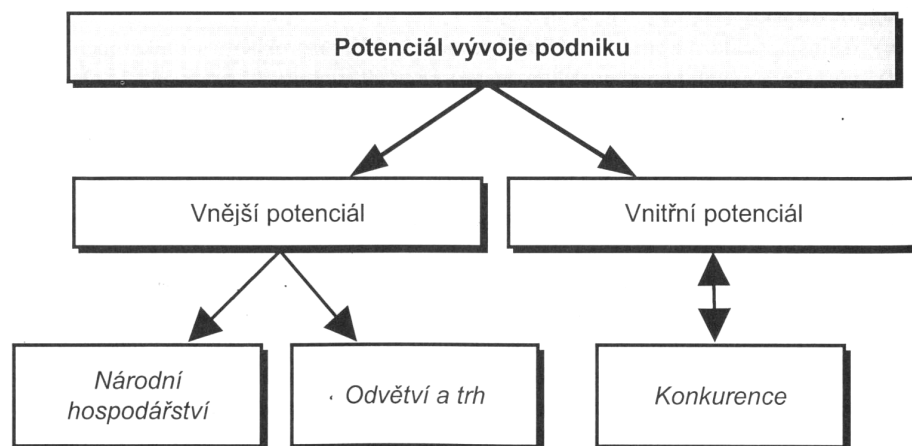 Potenciál vývoje podniku
Vnější potenciál
Vnitřní potenciál
Národní
hospodářství
Odvětví a trh
Konkurence